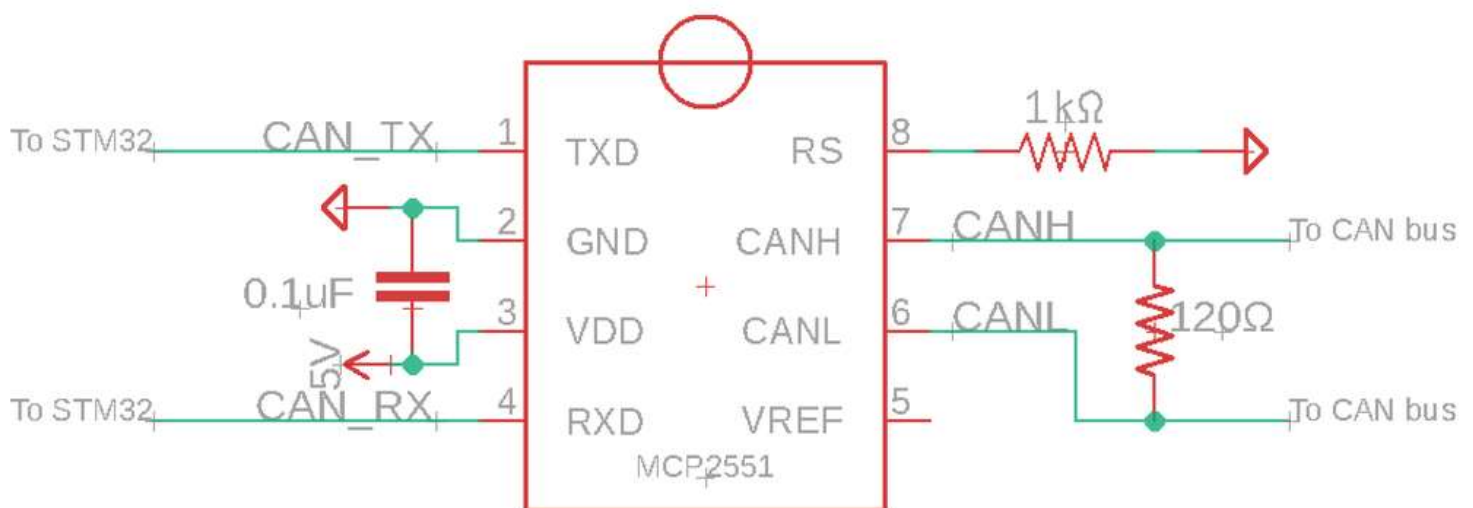 1kΩ
To STM32 CAN_TX 1 TXD RS 8
2 GND CANH 7 CANH To CAN bus
0.1uF
3 VDD CANL 6 CANL 120Ω
5V
To STM32 CAN_RX 4 RXD VREF 5 To CAN bus
MCP2551